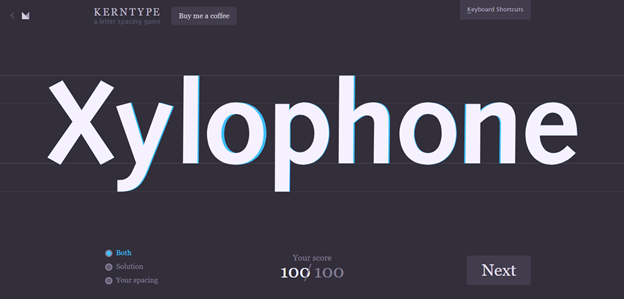 KERNTYPE
a letter spacing game
Buy me a coffee
Keyboard Shortcuts
Xylophone
Both
Solution
Your spacing
Your score
100/100
Next